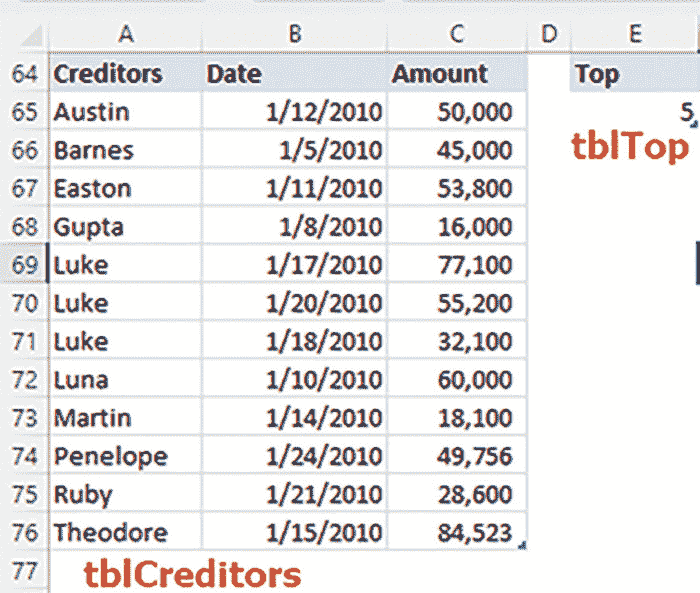 A B C D E
64 Creditors Date Amount Top
65 Austin 1/12/2010 50,000 5
66 Barnes 1/5/2010 45,000 tblTop
67 Easton 1/11/2010 53,800
68 Gupta 1/8/2010 16,000
69 Luke 1/17/2010 77,100
70 Luke 1/20/2010 55,200
71 Luke 1/18/2010 32,100
72 Luna 1/10/2010 60,000
73 Martin 1/14/2010 18,100
74 Penelope 1/24/2010 49,756
75 Ruby 1/21/2010 28,600
76 Theodore 1/15/2010 84,523
77 tblCreditors